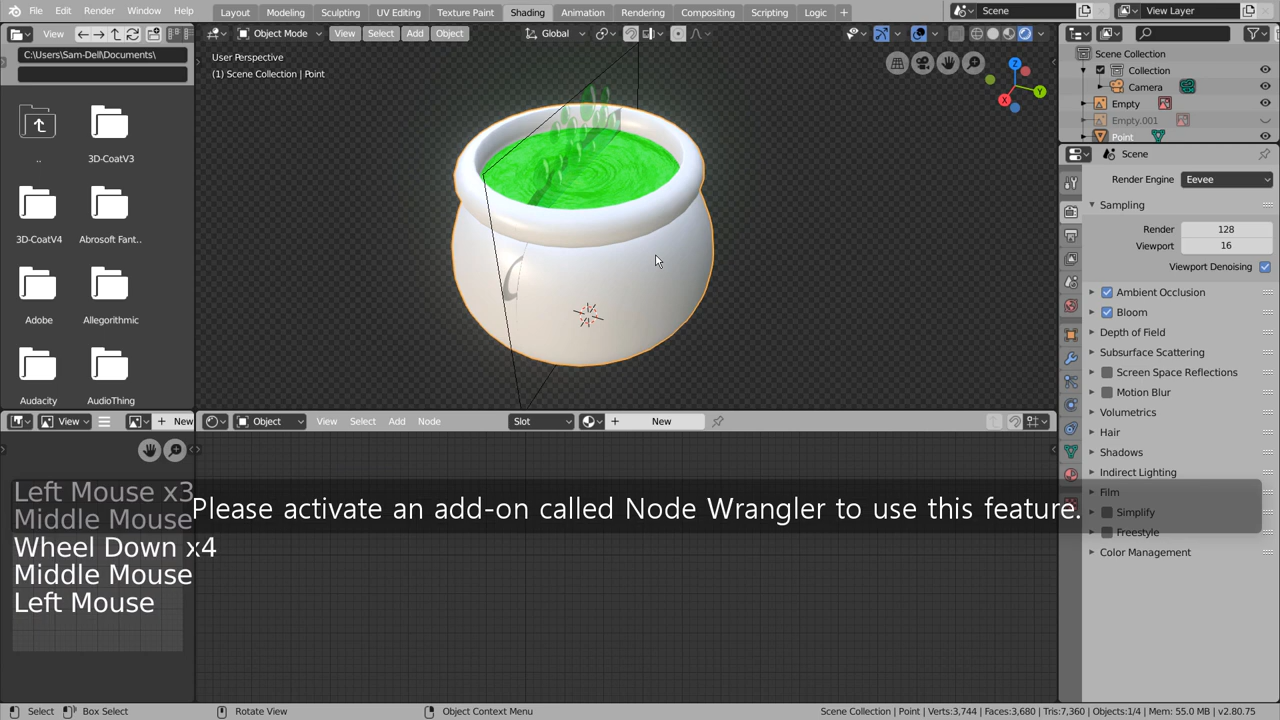 File Edit Render Window Help Layout Modeling Sculpting UV Editing Texture Paint Shading Animation Rendering Compositing Scripting Logic + Scene View Layer
View Object Mode View Select Add Object Global
C:\Users\Sam-Dell\Documents\
User Perspective
(1) Scene Collection | Point
X Y Z
.. 3D-CoatV3
3D-CoatV4 Abrosoft Fant..
Adobe Allegorithmic
Audacity AudioThing
Scene Collection
Collection
Camera
Empty
Empty.001
Point
Scene
Render Engine Eevee
Sampling
Render 128
Viewport 16
Viewport Denoising
Ambient Occlusion
Bloom
Depth of Field
Subsurface Scattering
Screen Space Reflections
Motion Blur
Volumetrics
Hair
Shadows
Indirect Lighting
Film
Simplify
Freestyle
Color Management
View + New Object View Select Add Node Slot + New
Left Mouse x3
Middle Mouse
Wheel Down x4
Middle Mouse
Left Mouse
Please activate an add-on called Node Wrangler to use this feature.
Select Box Select Rotate View Object Context Menu Scene Collection | Point | Verts:3,744 | Faces:3,680 | Tris:7,360 | Objects:1/4 | Mem: 55.0 MB | v2.80.75